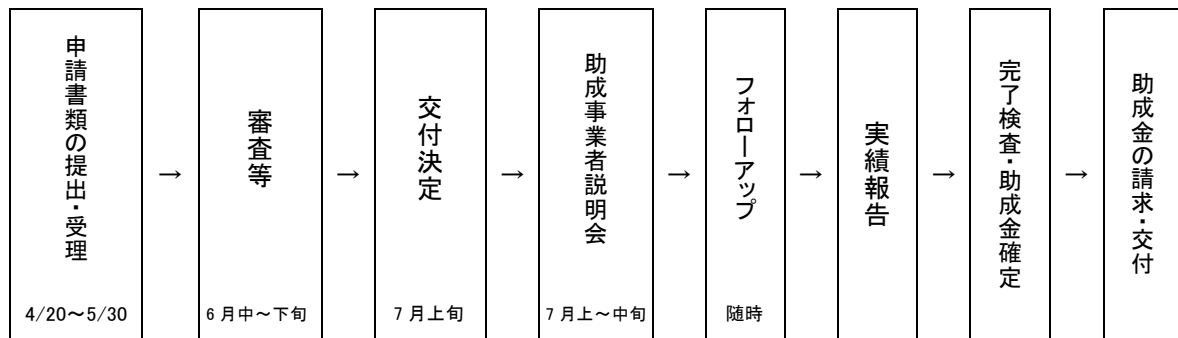 申請書類の提出・受理
4/20～5/30
→
審査等
6月中～下旬
→
交付決定
7月上旬
→
助成事業者説明会
7月上～中旬
→
フォローアップ
随時
→
実績報告
→
完了検査・助成金確定
→
助成金の請求・交付